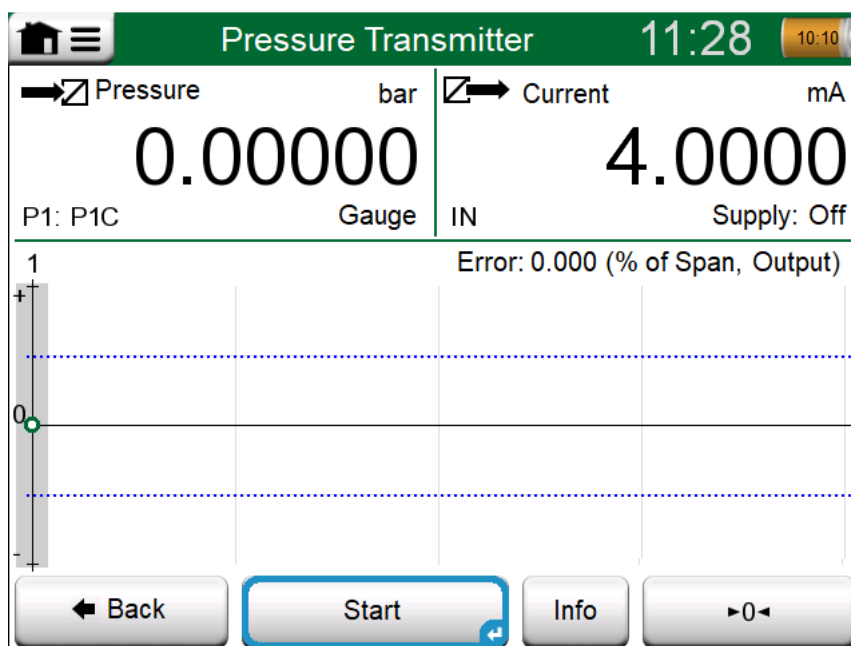 Pressure Transmitter 11:28 10:10
Pressure bar
0.00000
P1: P1C Gauge
Current mA
4.0000
IN Supply: Off
1
Error: 0.000 (% of Span, Output)
+
0
-
Back Start Info ►0◄